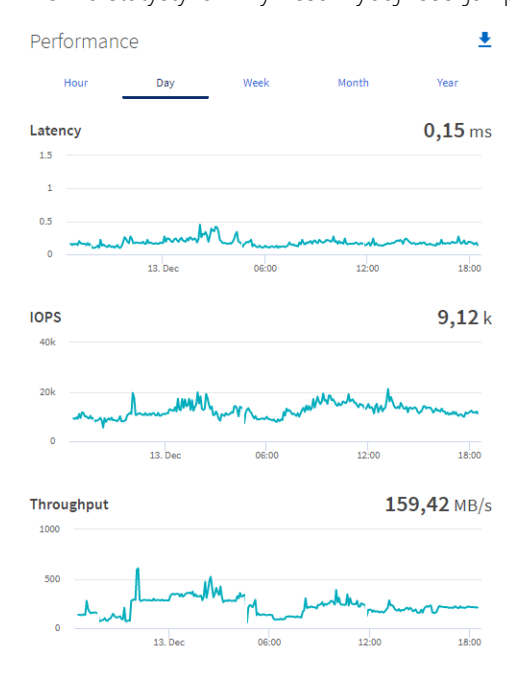 Performance
Hour Day Week Month Year
Latency 0,15 ms
1.5
1
0.5
0
13. Dec 06:00 12:00 18:00
IOPS 9,12 k
40k
20k
0
13. Dec 06:00 12:00 18:00
Throughput 159,42 MB/s
1000
500
0
13. Dec 06:00 12:00 18:00